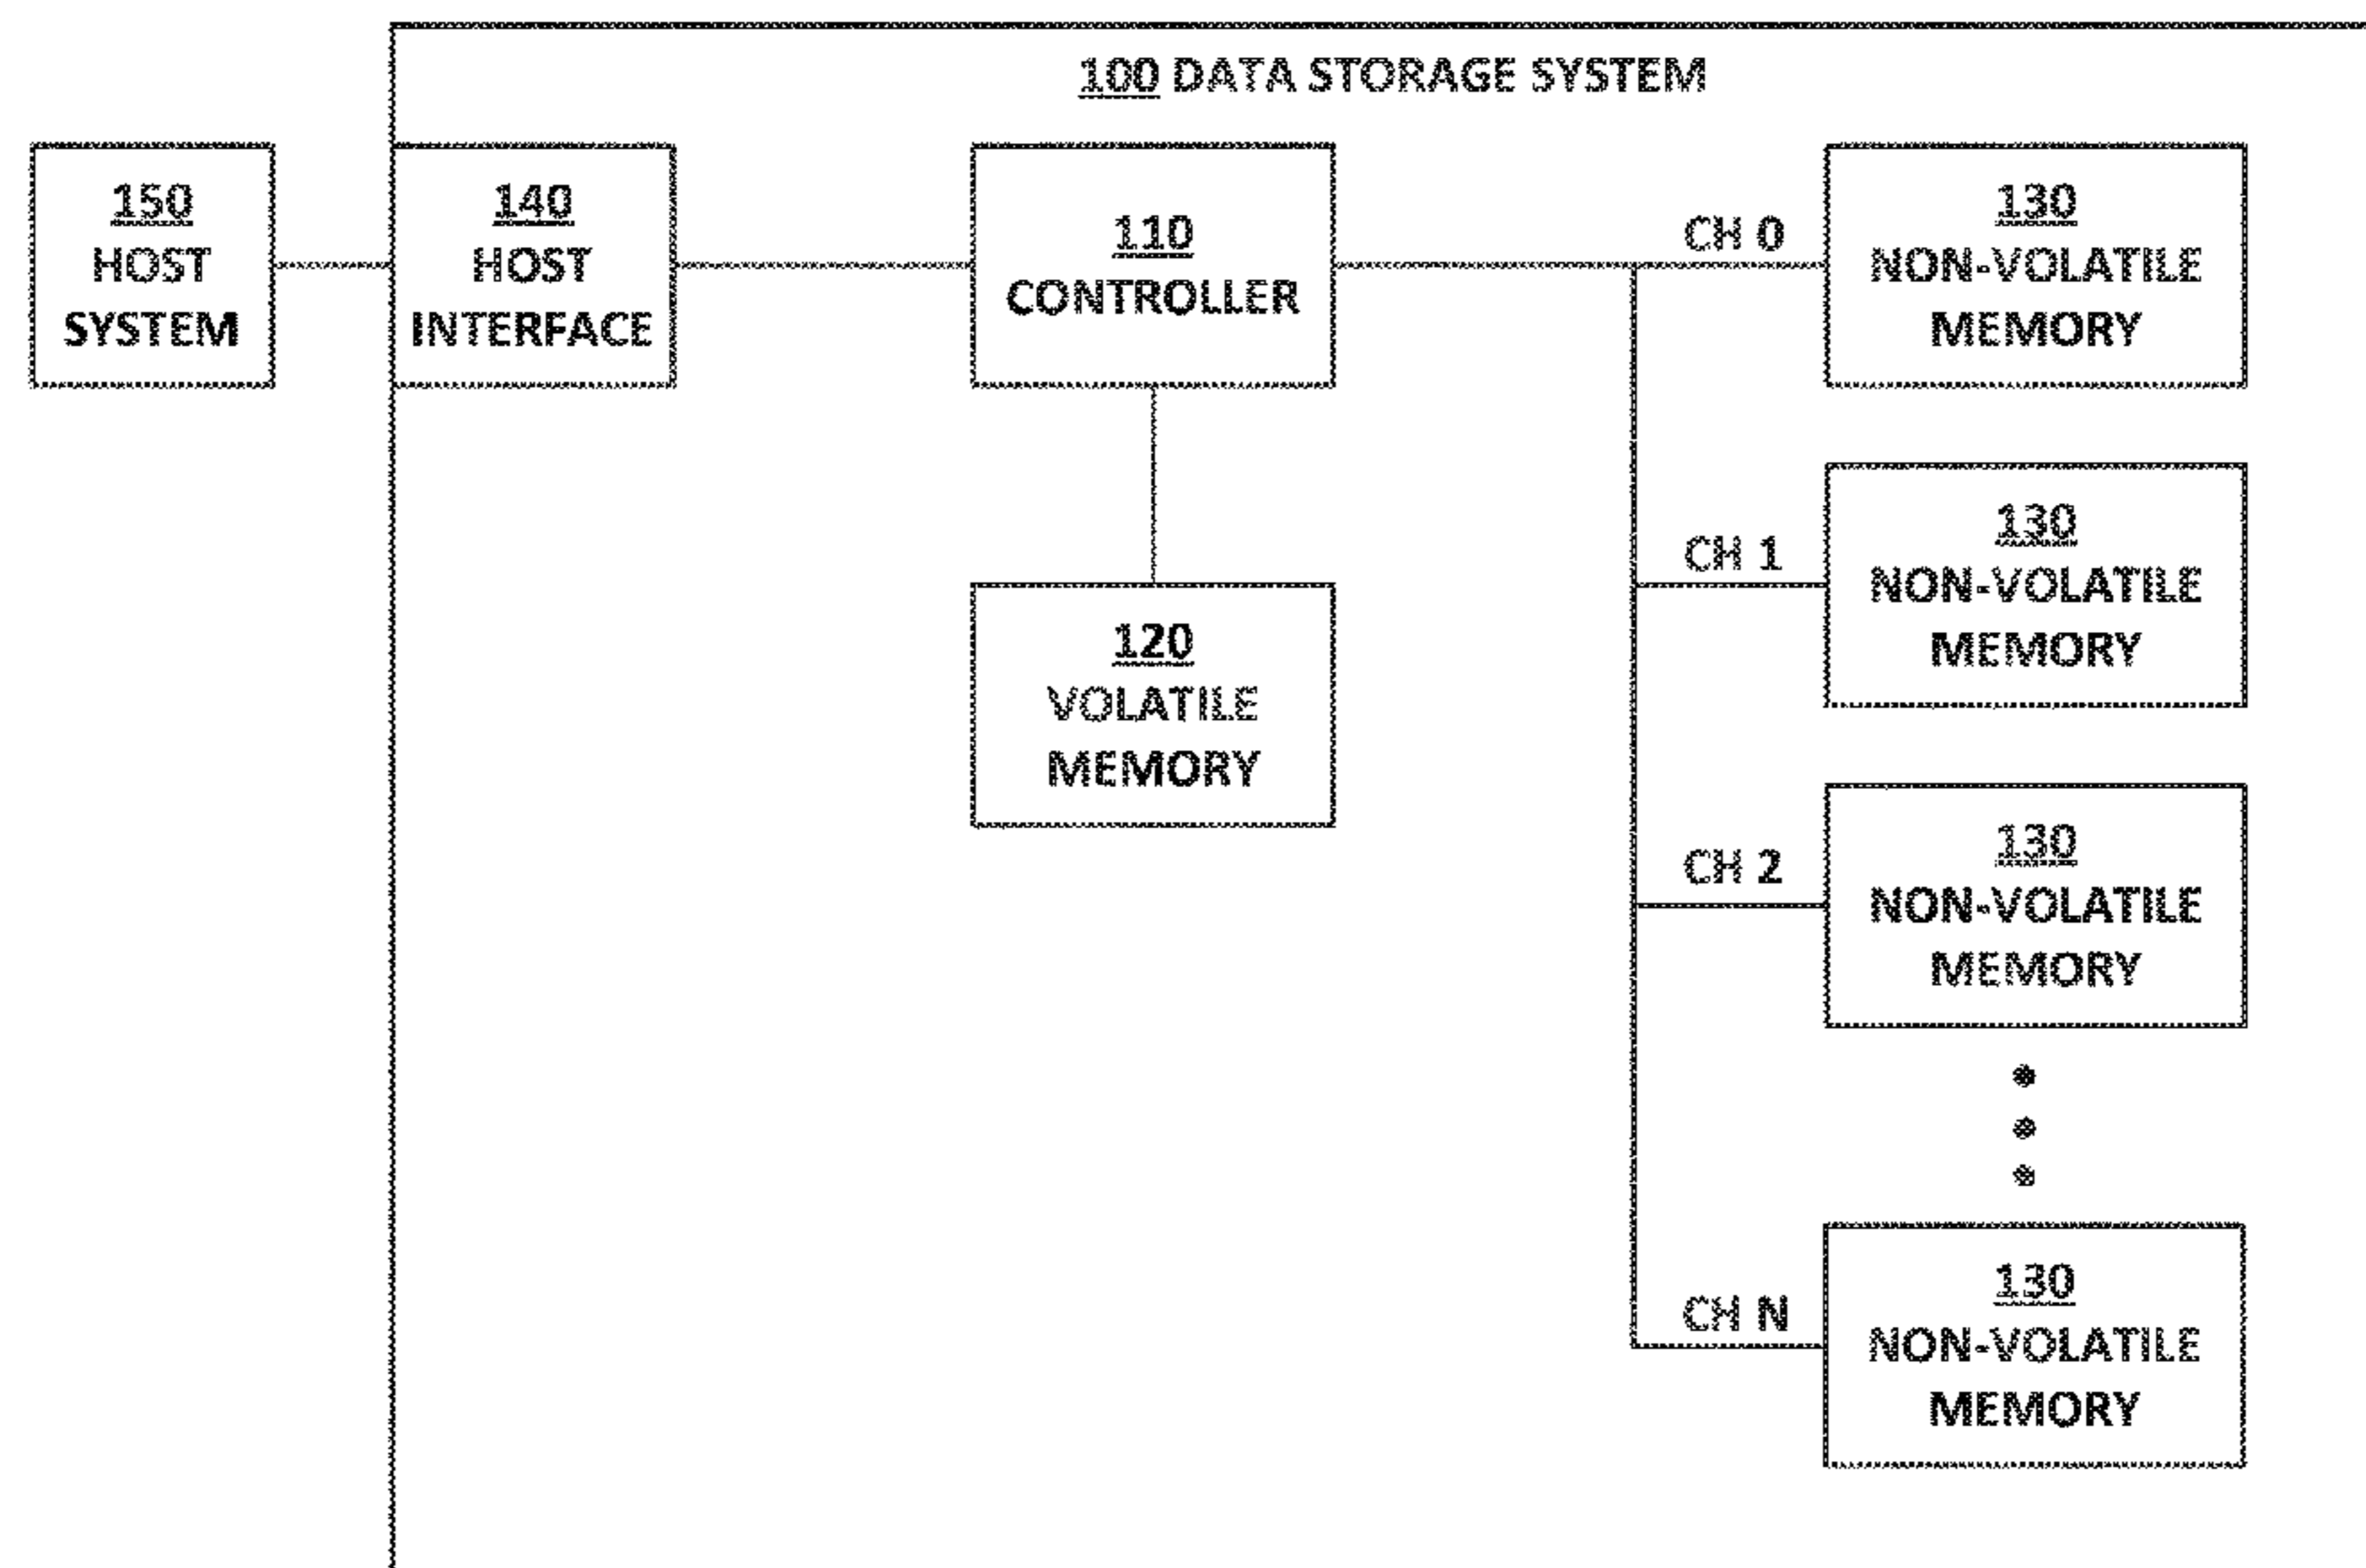 100 DATA STORAGE SYSTEM
150
HOST
SYSTEM
140
HOST
INTERFACE
110
CONTROLLER
120
VOLATILE
MEMORY
CH 0
130
NON-VOLATILE
MEMORY
CH 1
130
NON-VOLATILE
MEMORY
CH 2
130
NON-VOLATILE
MEMORY
CH N
130
NON-VOLATILE
MEMORY